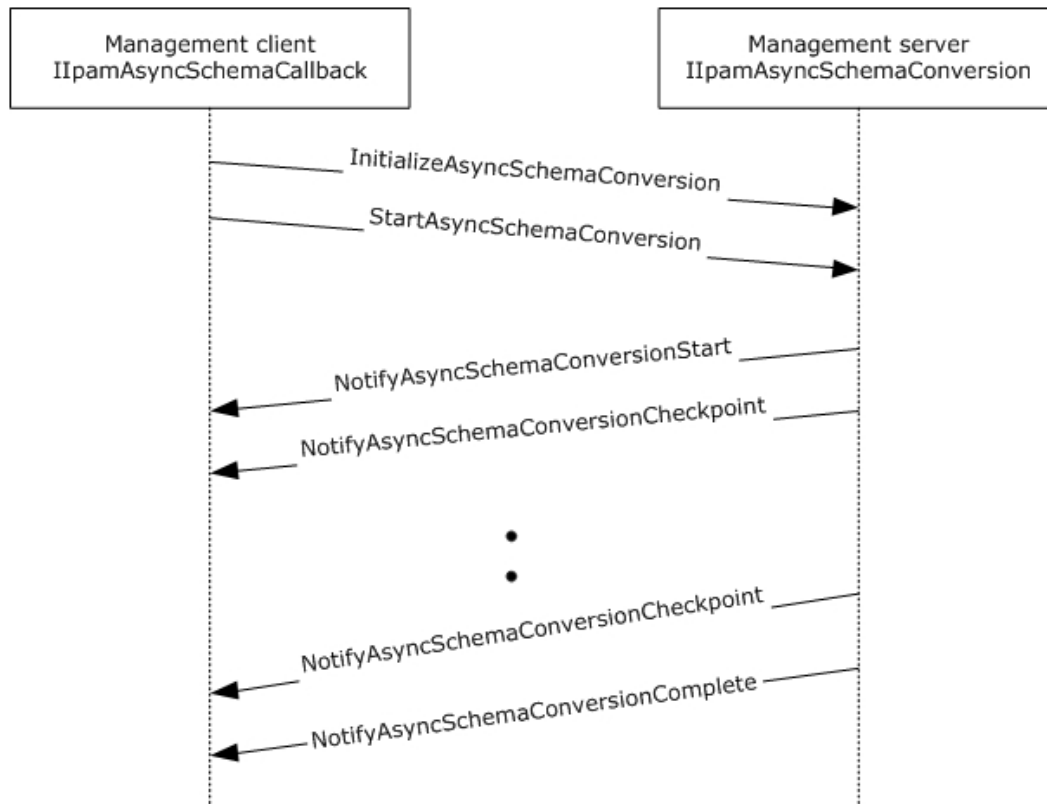 Management client
IIpamAsyncSchemaCallback
Management server
IIpamAsyncSchemaConversion
InitializeAsyncSchemaConversion
StartAsyncSchemaConversion
NotifyAsyncSchemaConversionStart
NotifyAsyncSchemaConversionCheckpoint
NotifyAsyncSchemaConversionCheckpoint
NotifyAsyncSchemaConversionComplete